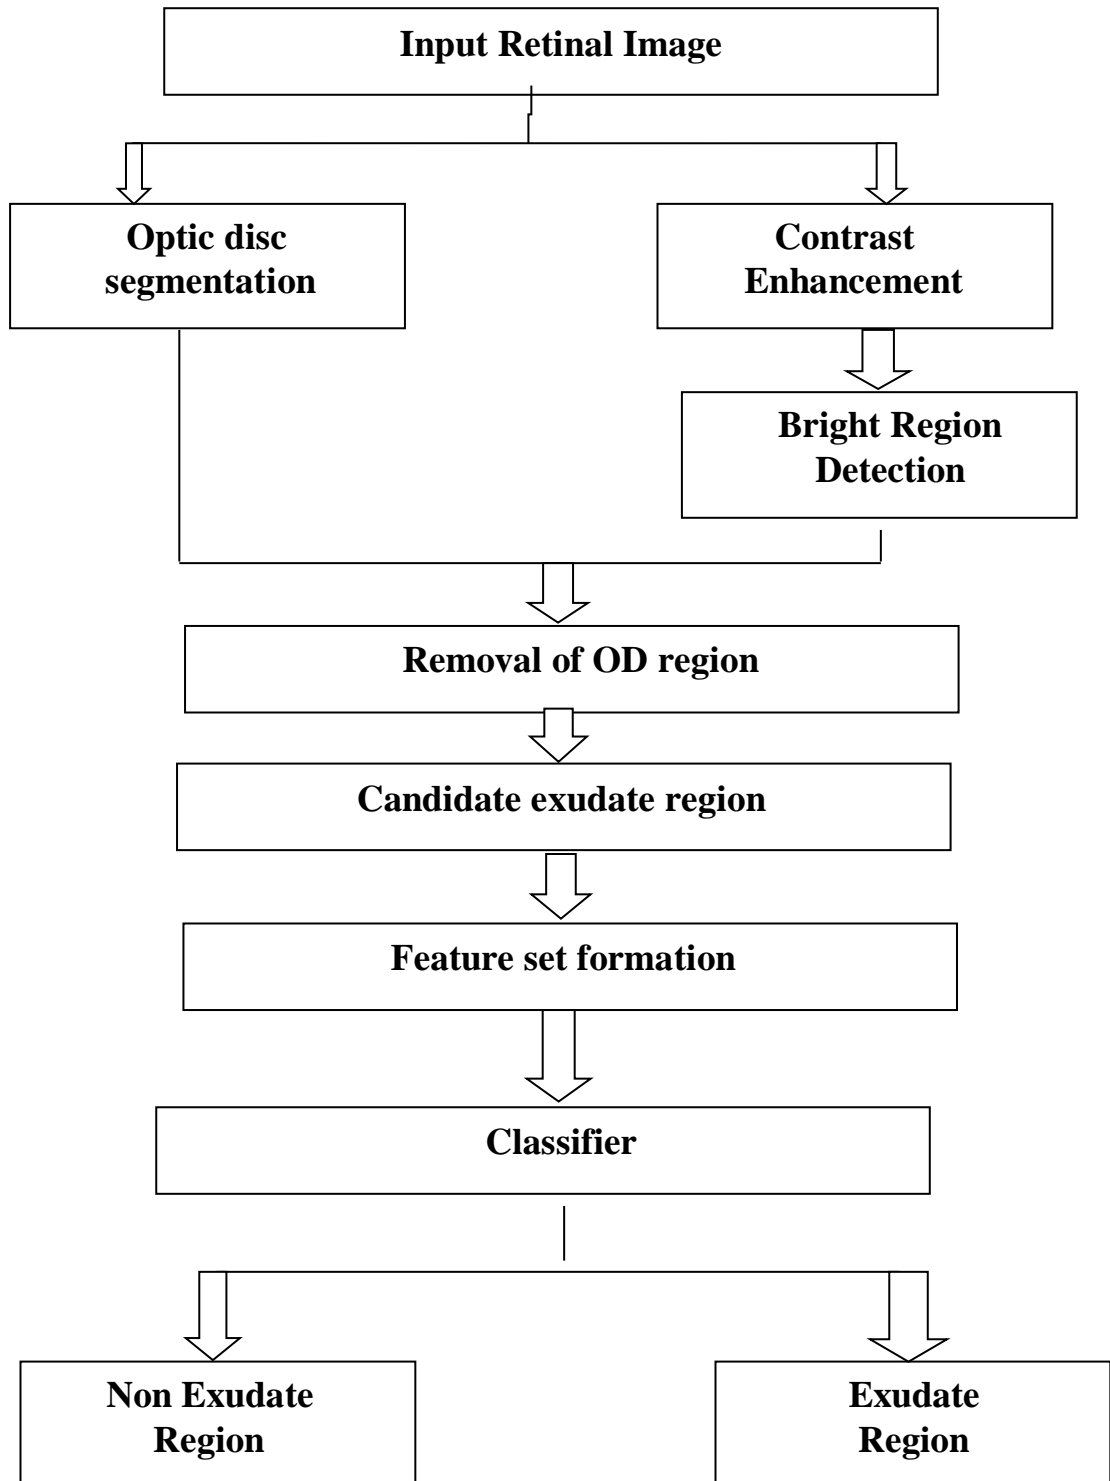 Input Retinal Image
Optic disc
segmentation
Contrast
Enhancement
Bright Region
Detection
Removal of OD region
Candidate exudate region
Feature set formation
Classifier
Non Exudate
Region
Exudate
Region